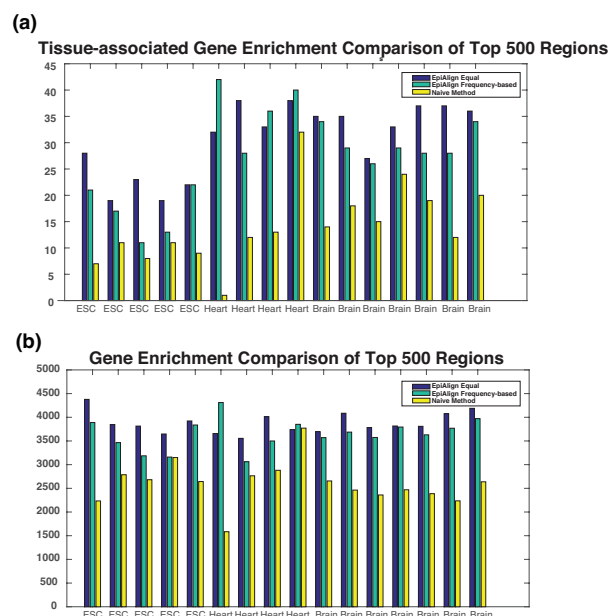 (a)
Tissue-associated Gene Enrichment Comparison of Top 500 Regions
45
40
35
30
25
20
15
10
5
0
EpiAlign Equal
EpiAlign Frequency-based
Naive Method
ESC ESC ESC ESC ESC Heart Heart Heart Heart Brain Brain Brain Brain Brain Brain Brain
(b)
Gene Enrichment Comparison of Top 500 Regions
5000
4500
4000
3500
3000
2500
2000
1500
1000
500
0
EpiAlign Equal
EpiAlign Frequency-based
Naive Method
ESC ESC ESC ESC ESC Heart Heart Heart Heart Brain Brain Brain Brain Brain Brain Brain